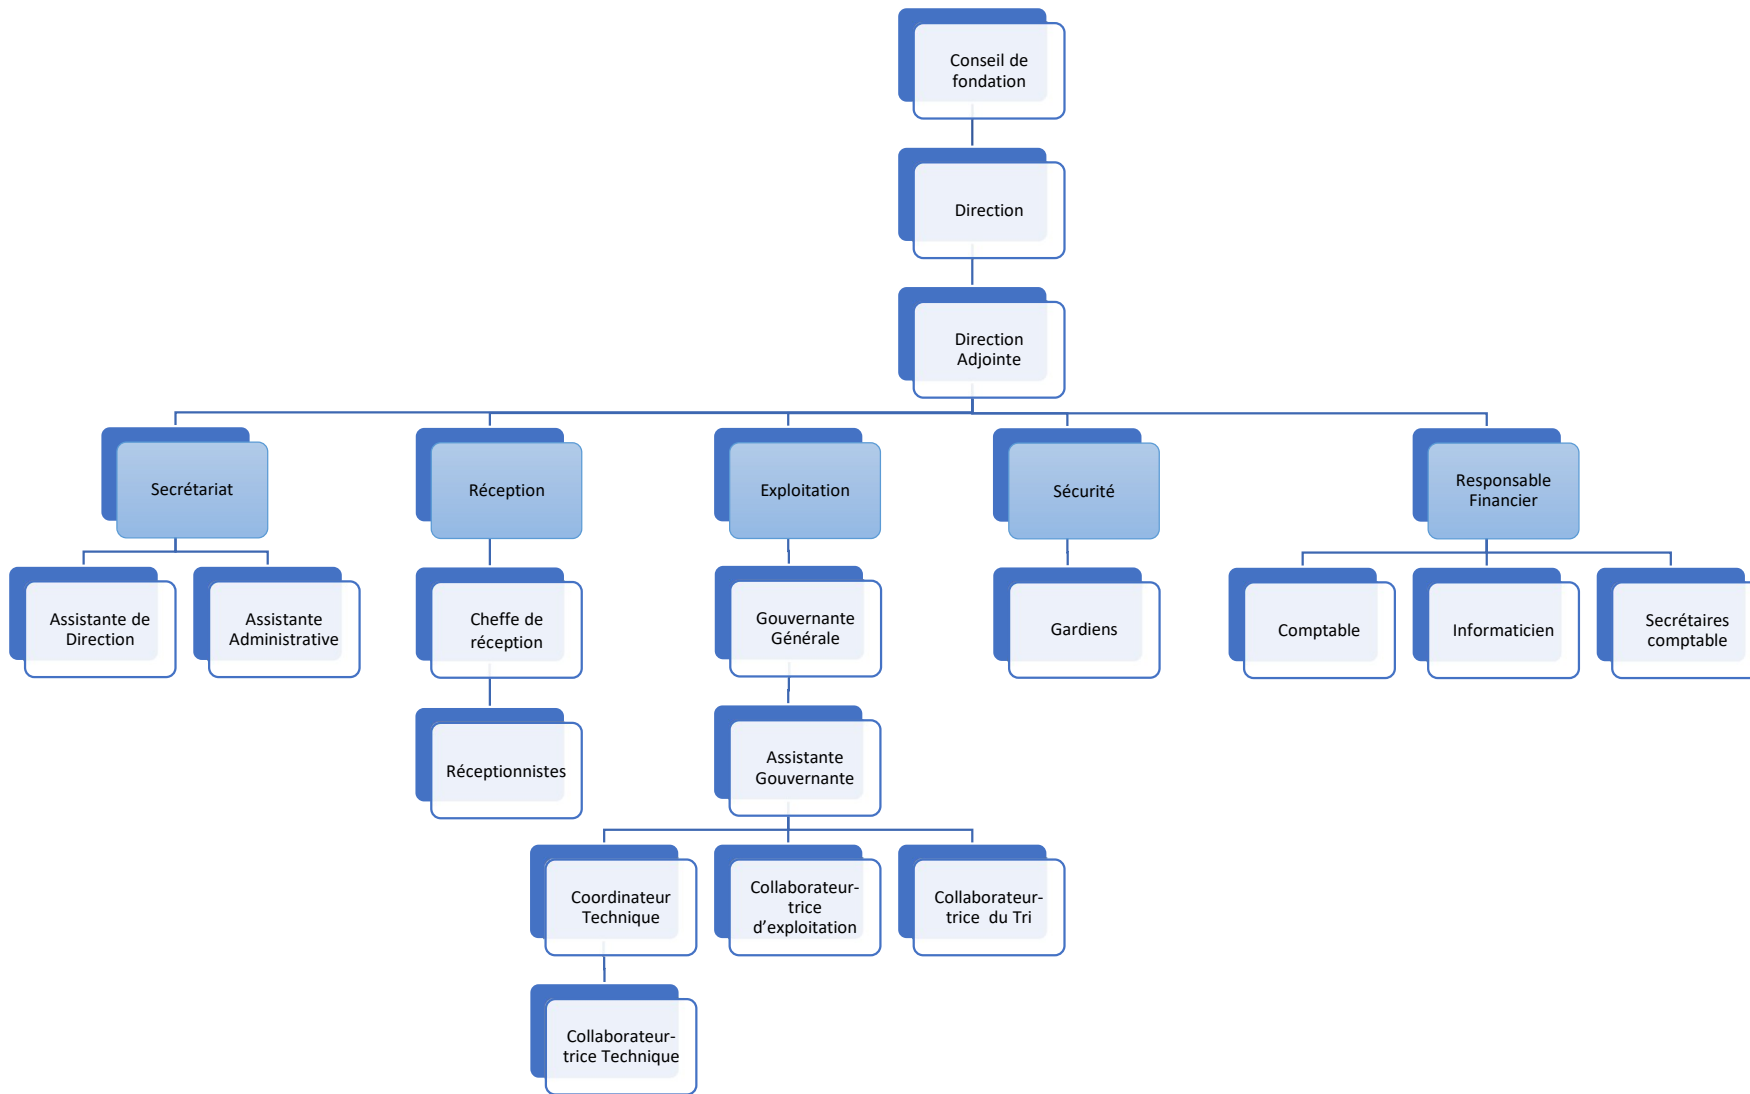 Conseil de
fondation
Direction
Direction
Adjointe
Secrétariat
Réception
Exploitation
Sécurité
Responsable
Financier
Assistante de
Direction
Assistante
Administrative
Cheffe de
réception
Gouvernante
Générale
Gardiens
Comptable
Informaticien
Secrétaires
comptable
Réceptionnistes
Assistante
Gouvernante
Coordinateur
Technique
Collaborateur-
trice
d’exploitation
Collaborateur-
trice  du Tri
Collaborateur-
trice Technique